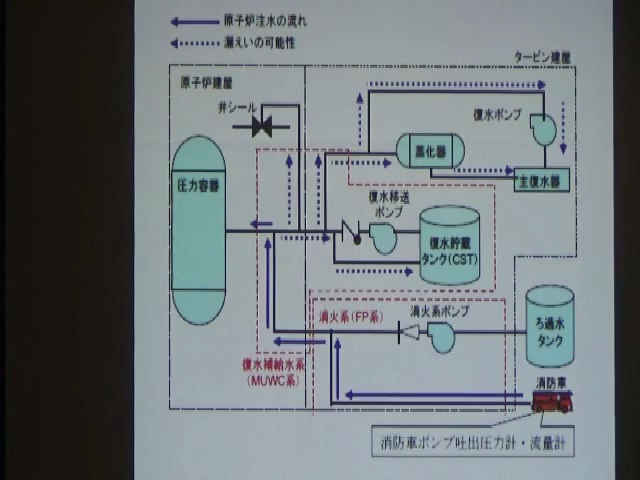 原子炉注水の流れ
漏えいの可能性
タービン建屋
原子炉建屋
弁シール
復水ポンプ
蒸化器
圧力容器
主復水器
復水移送
ポンプ
復水貯蔵
タンク(CST)
消火系(FP系)
消火系ポンプ
ろ過水
タンク
復水補給水系
(MUWC系)
消防車
消防車ポンプ吐出圧力計・流量計